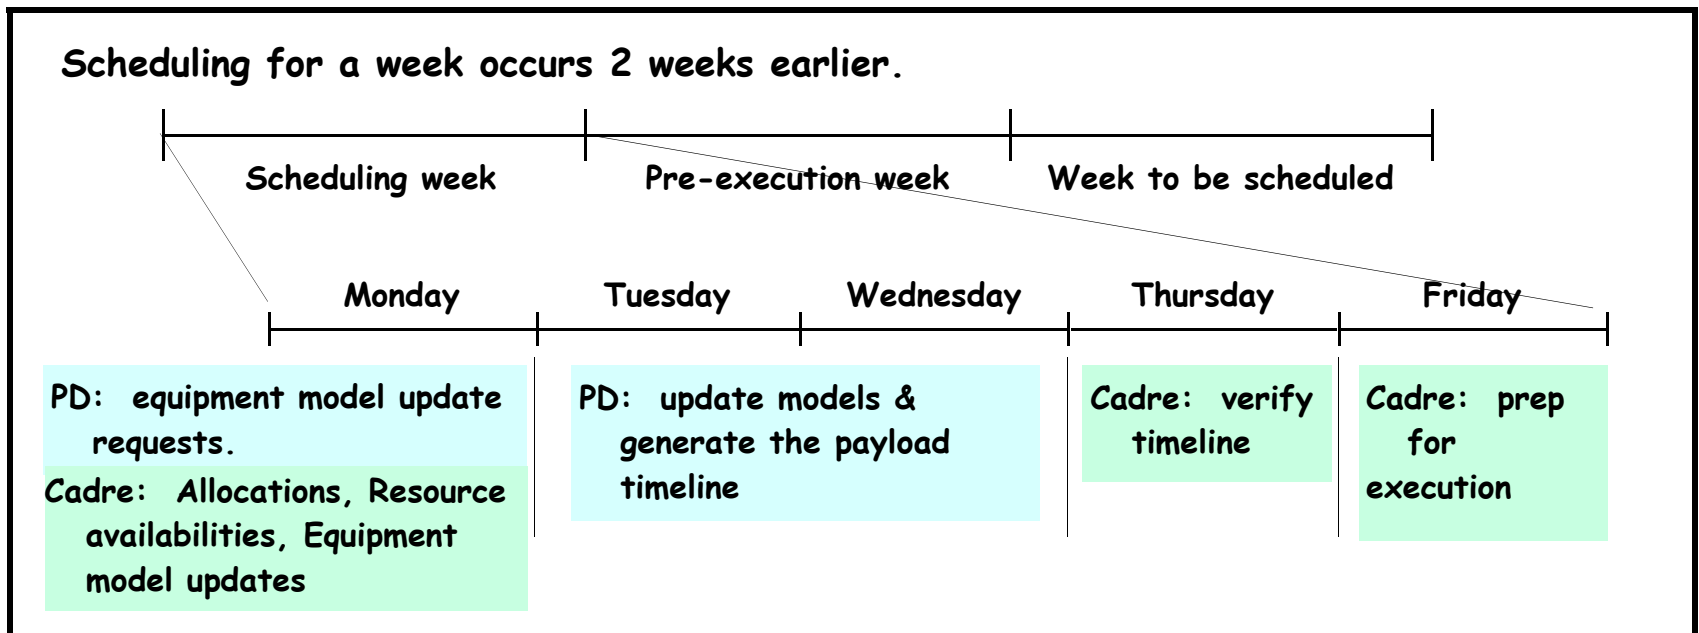 Scheduling for a week occurs 2 weeks earlier.
Scheduling week
Pre-execution week
Week to be scheduled
Monday
Tuesday
Wednesday
Thursday
Friday
PD: equipment model update
requests.
Cadre: Allocations, Resource
availabilities, Equipment
model updates
PD: update models &
generate the payload
timeline
Cadre: verify
timeline
Cadre: prep
for
execution